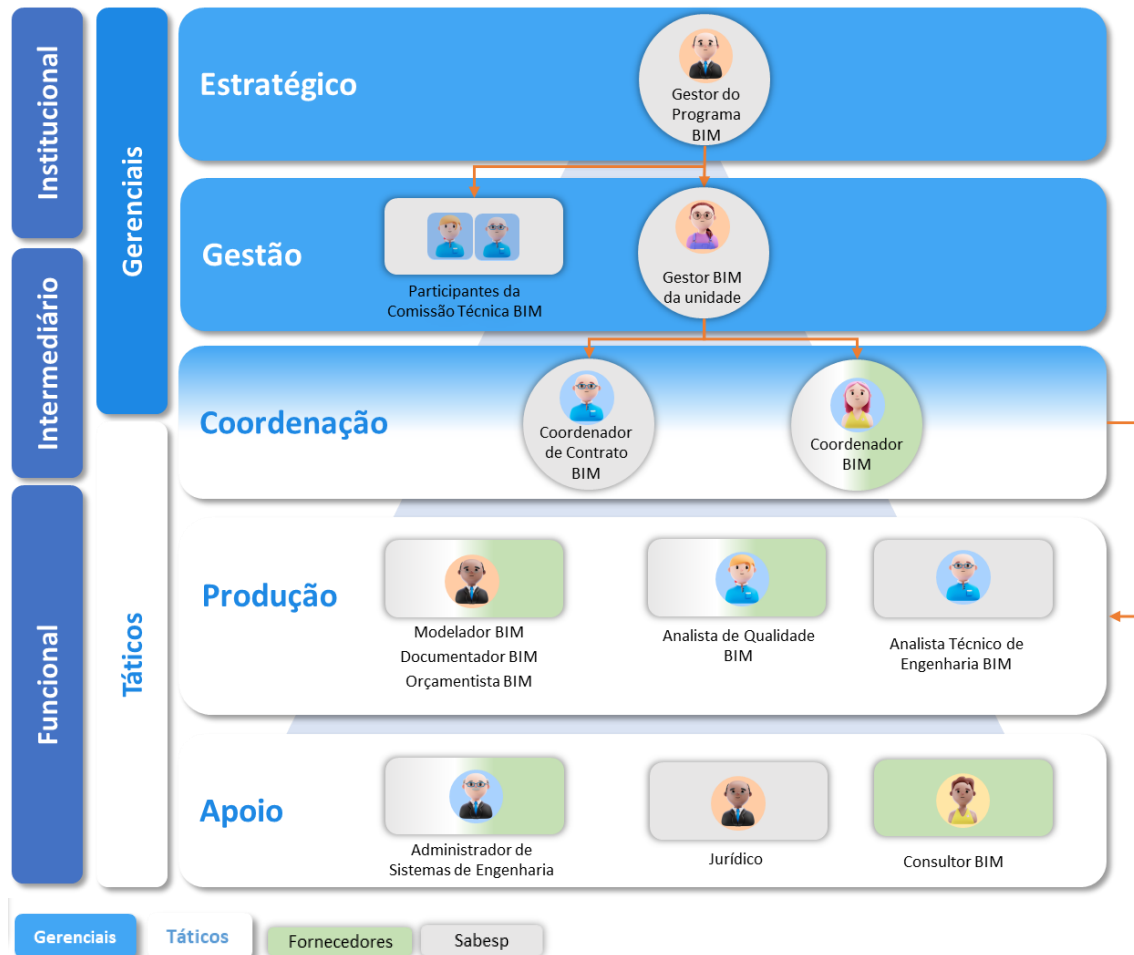 Institucional
Intermediário
Funcional
Gerenciais
Táticos
Estratégico
Gestor do
Programa
BIM
Gestão
Participantes da
Comissão Técnica BIM
Gestor BIM
da unidade
Coordenação
Coordenador
de Contrato
BIM
Coordenador
BIM
Produção
Modelador BIM
Documentador BIM
Orçamentista BIM
Analista de Qualidade
BIM
Analista Técnico de
Engenharia BIM
Apoio
Administrador de
Sistemas de Engenharia
Jurídico
Consultor BIM
Gerenciais
Táticos
Fornecedores
Sabesp